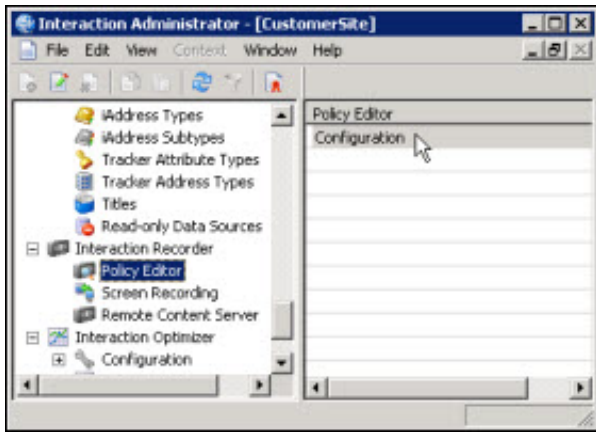 Interaction Administrator - [CustomerSite]
File Edit View Context Window Help
iAddress Types
iAddress Subtypes
Tracker Attribute Types
Tracker Address Types
Titles
Read-only Data Sources
Interaction Recorder
Policy Editor
Screen Recording
Remote Content Server
Interaction Optimizer
Configuration
Policy Editor
Configuration